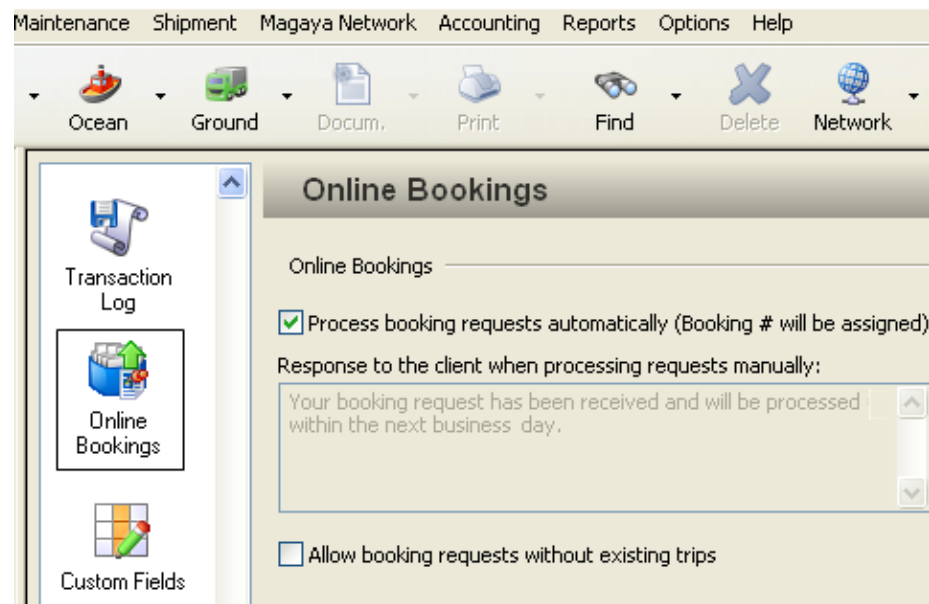 Maintenance Shipment Magaya Network Accounting Reports Options Help
Ocean Ground Docum. Print Find Delete Network
Transaction
Log
Online
Bookings
Custom Fields
Online Bookings
Online Bookings
Process booking requests automatically (Booking # will be assigned)
Response to the client when processing requests manually:
Your booking request has been received and will be processed
within the next business day.
Allow booking requests without existing trips